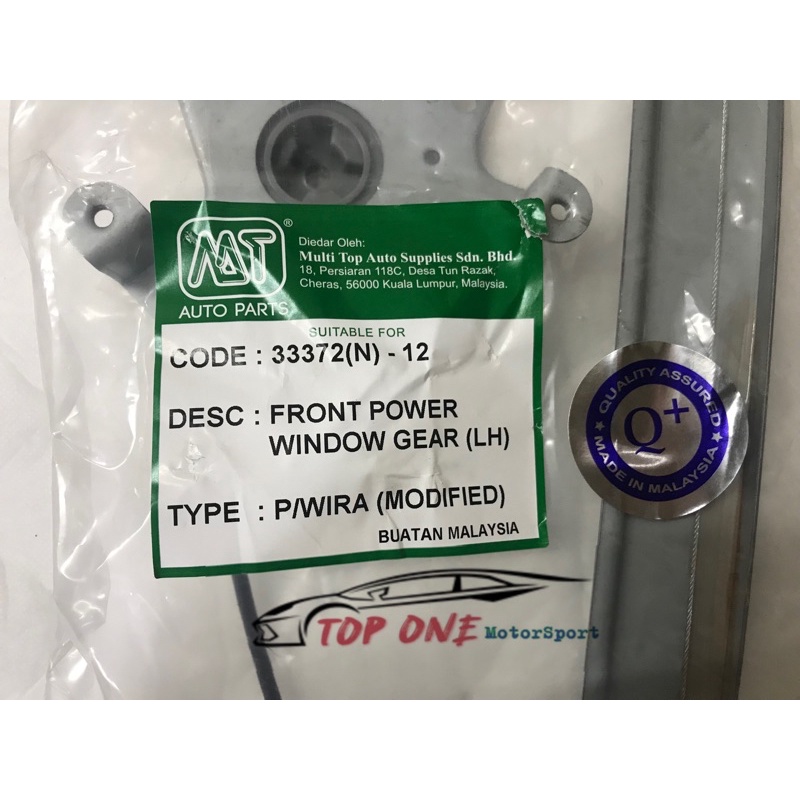 MT®
AUTO PARTS
Diedar Oleh:
Multi Top Auto Supplies Sdn. Bhd.
18, Persiaran 118C, Desa Tun Razak,
Cheras, 56000 Kuala Lumpur, Malaysia.
SUITABLE FOR
CODE : 33372(N) - 12
DESC : FRONT POWER
WINDOW GEAR (LH)
TYPE : P/WIRA (MODIFIED)
BUATAN MALAYSIA
QUALITY ASSURED
Q+
★ MADE IN MALAYSIA ★
TOP ONE MotorSport